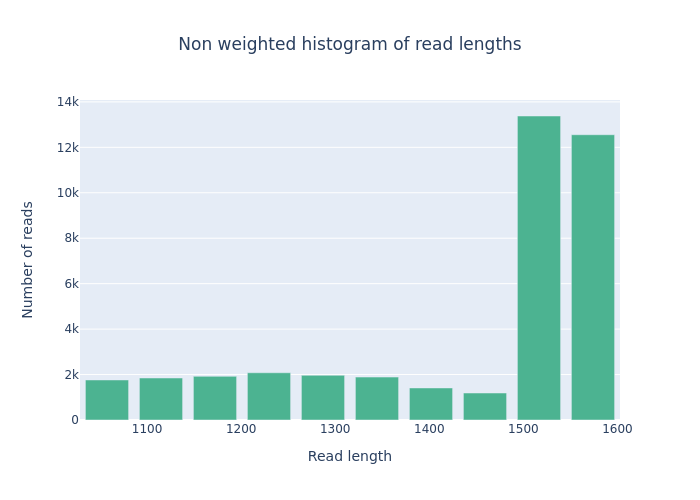 Non weighted histogram of read lengths
14k
12k
10k
8k
6k
4k
2k
0
Number of reads
1100 1200 1300 1400 1500 1600
Read length